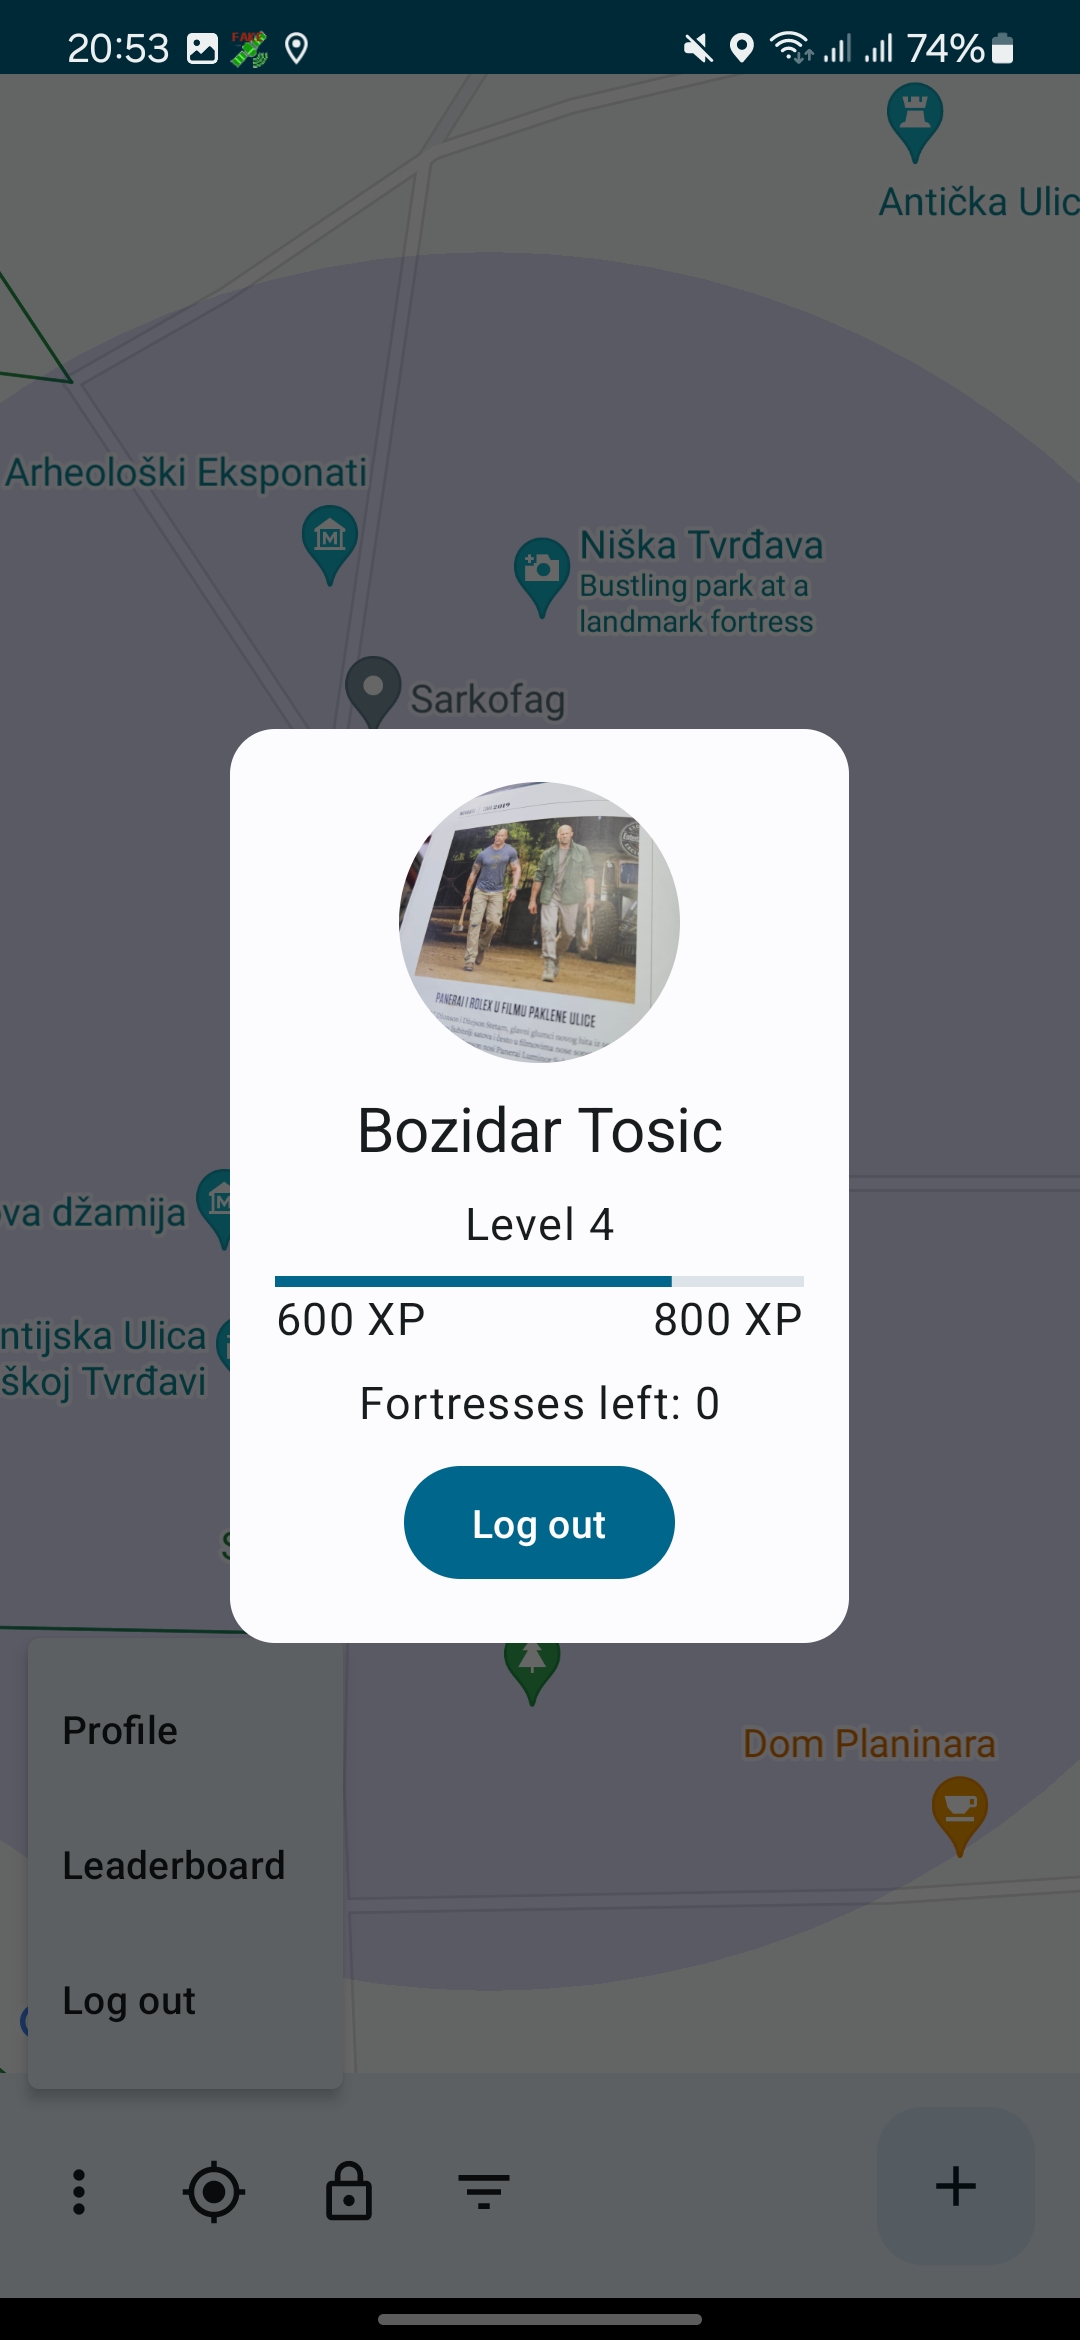 20:53
FAKE
74%
Antička Ulic
Arheološki Eksponati
M
Niška Tvrđava
Bustling park at a
landmark fortress
Sarkofag
2019
PANERAI I ROLEX U FILMU PAKLENE ULICE
Bozidar Tosic
Level 4
600 XP
800 XP
Fortresses left: 0
Log out
ova džamija
M
ntijska Ulica
škoj Tvrđavi
S
Profile
Leaderboard
Log out
Dom Planinara